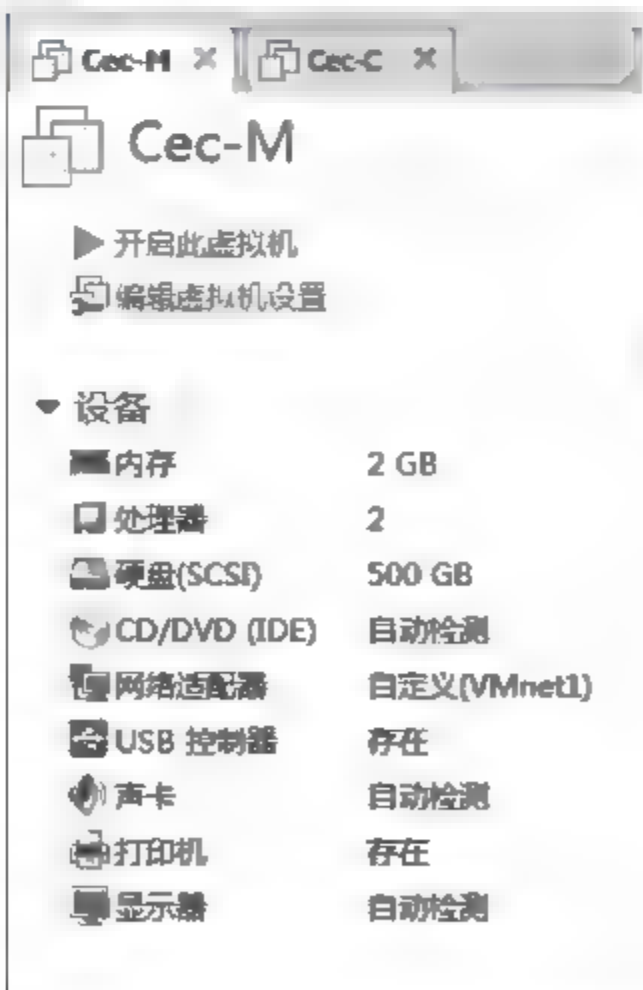 Cec-M Cec-C
Cec-M
开启此虚拟机
编辑虚拟机设置
设备
内存 2 GB
处理器 2
硬盘(SCSI) 500 GB
CD/DVD (IDE) 自动检测
网络适配器 自定义(VMnet1)
USB 控制器 存在
声卡 自动检测
打印机 存在
显示器 自动检测